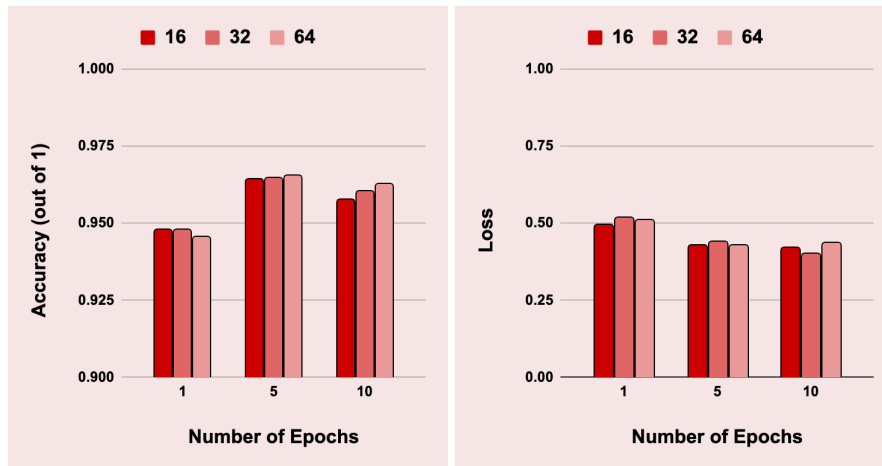 16 32 64
1.000
0.975
0.950
0.925
0.900
Accuracy (out of 1)
1 5 10
Number of Epochs
16 32 64
1.00
0.75
0.50
0.25
0.00
Loss
1 5 10
Number of Epochs